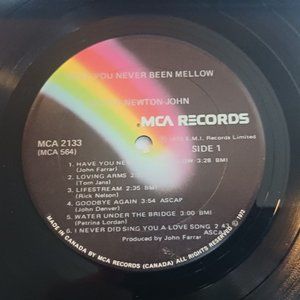 YOU NEVER BEEN MELLOW
NEWTON-JOHN
MCA RECORDS
MCA 2133
(MCA 564)
E.M.I. Records Limited
SIDE 1
1. HAVE YOU NE 3:28 BMI
(John Farrar)
2. LOVING ARMS
(Tom Jans)
3. LIFESTREAM 2:35 BMI
(Rick Nelson)
4. GOODBYE AGAIN 3:54 ASCAP
(John Denver)
5. WATER UNDER THE BRIDGE 3:00 BMI
(Petrina Lordan)
6. I NEVER DID SING YOU A LOVE SONG
ASCAP
Produced by John Farrar
MADE IN CANADA BY MCA RECORDS (CANADA) ALL RIGHTS RESERVED